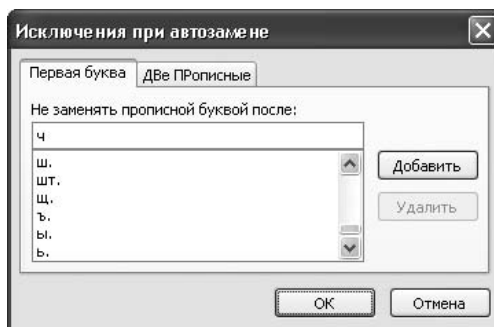 Исключения при автозамене
Первая буква ДВе ПРописные
Не заменять прописной буквой после:
ч
ш.
шт.
щ.
ъ.
ы.
ь.
Добавить
Удалить
ОК Отмена